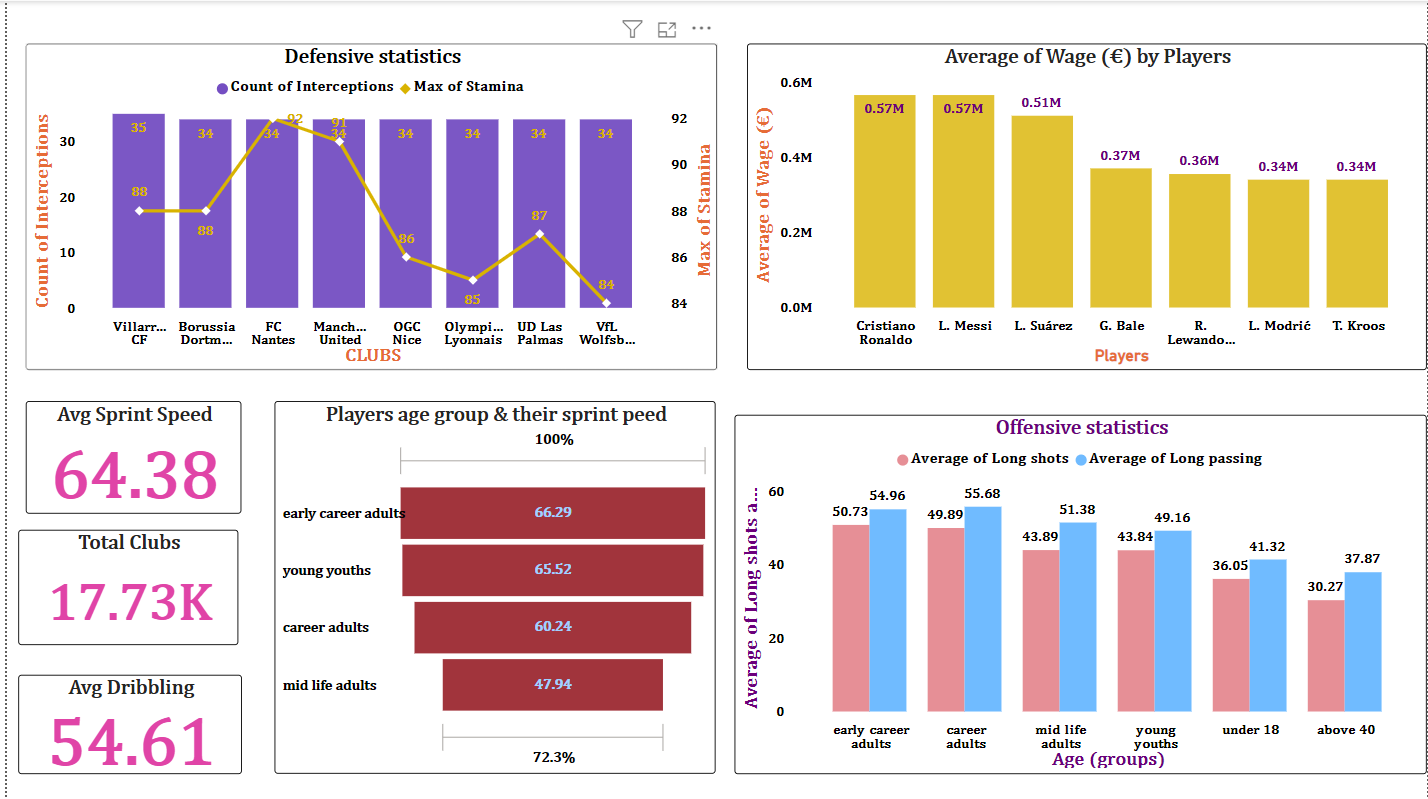 Defensive statistics
Count of Interceptions Max of Stamina
Count of Interceptions
30
20
10
0
35
34
34
34
34
34
34
34
88
88
92
91
86
85
87
84
92
90
88
86
84
Max of Stamina
Villarr...
CF
Borussia
Dortm...
FC
Nantes
Manch...
United
OGC
Nice
Olympi...
Lyonnais
UD Las
Palmas
VfL
Wolfsb...
CLUBS
Average of Wage (€) by Players
Average of Wage (€)
0.6M
0.4M
0.2M
0.0M
0.57M
0.57M
0.51M
0.37M
0.36M
0.34M
0.34M
Cristiano
Ronaldo
L. Messi
L. Suárez
G. Bale
R.
Lewando...
L. Modrić
T. Kroos
Players
Avg Sprint Speed
64.38
Total Clubs
17.73K
Avg Dribbling
54.61
Players age group & their sprint peed
100%
early career adults
66.29
young youths
65.52
career adults
60.24
mid life adults
47.94
72.3%
Offensive statistics
Average of Long shots Average of Long passing
Average of Long shots a...
60
40
20
0
50.73
54.96
49.89
55.68
43.89
51.38
43.84
49.16
36.05
41.32
30.27
37.87
early career
adults
career
adults
mid life
adults
young
youths
under 18
above 40
Age (groups)